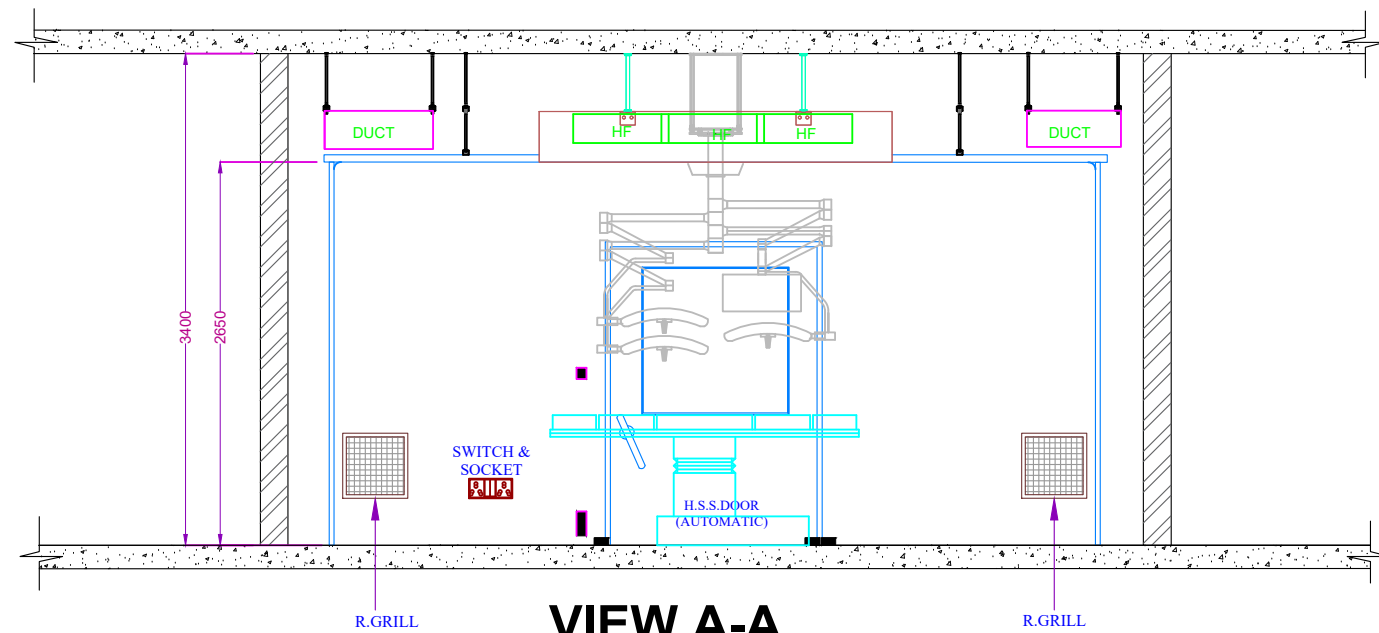 DUCT
HF
HF
HF
DUCT
3400
2650
SWITCH &
SOCKET
H.S.S.DOOR
(AUTOMATIC)
R.GRILL
VIEW A-A
R.GRILL